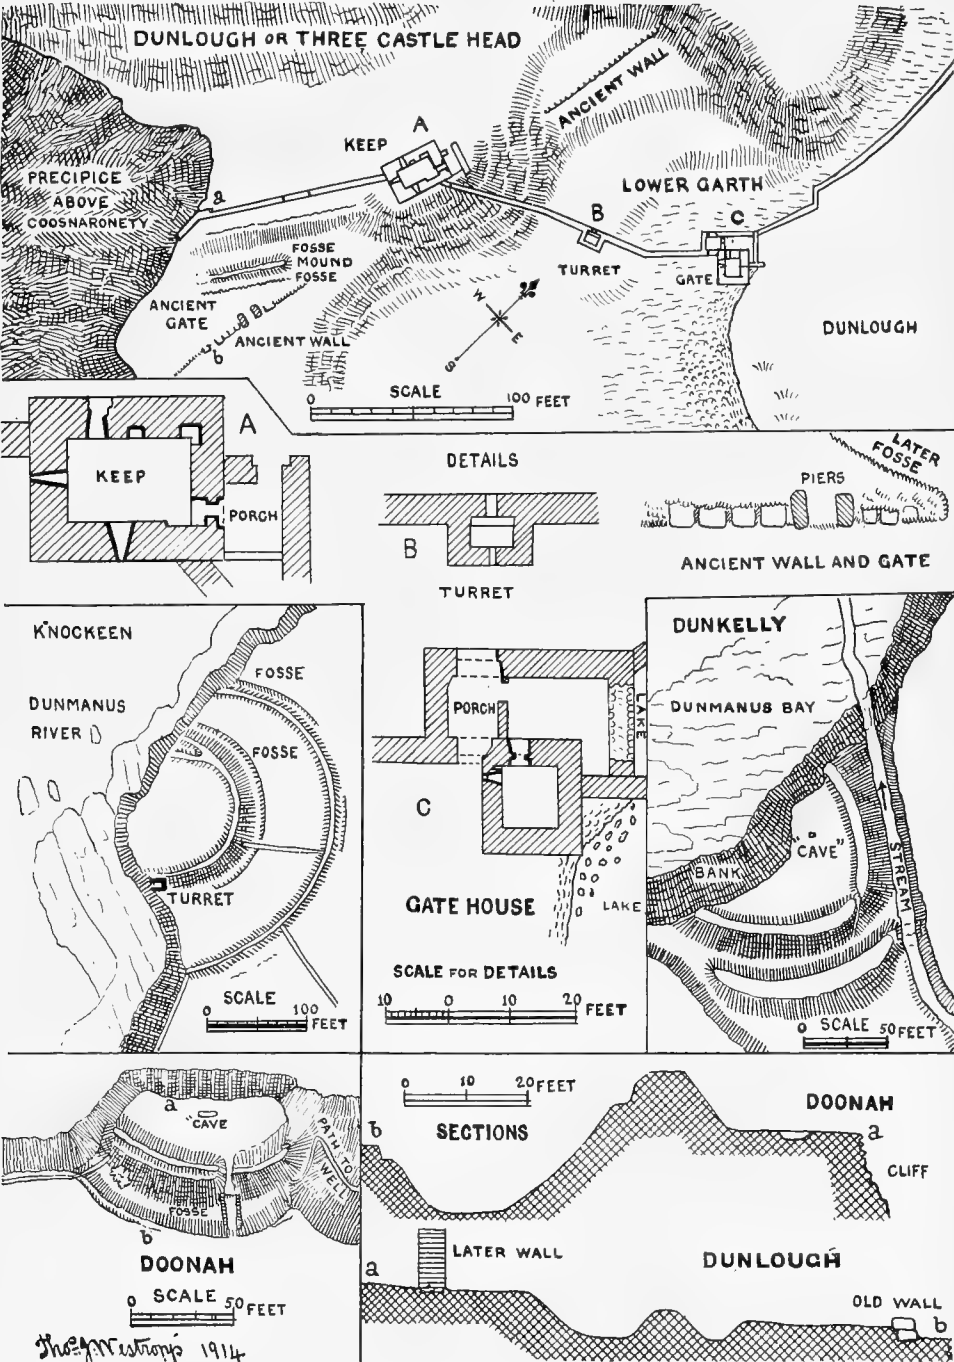 DUNLOUGH OR THREE CASTLE HEAD
ANCIENT WALL
A
KEEP
PRECIPICE
ABOVE
COOSNARONETY
a
LOWER GARTH
B
C
FOSSE
MOUND
FOSSE
TURRET
GATE
ANCIENT
GATE
b
ANCIENT WALL
W
E
S
DUNLOUGH
SCALE
0 100 FEET
A
KEEP
PORCH
DETAILS
B
TURRET
LATER
FOSSE
PIERS
ANCIENT WALL AND GATE
KNOCKEEN
FOSSE
DUNMANUS
RIVER
FOSSE
TURRET
SCALE
0 100
FEET
PORCH
LAKE
C
GATE HOUSE
LAKE
SCALE FOR DETAILS
10 0 10 20 FEET
DUNKELLY
DUNMANUS BAY
"CAVE"
BANK
STREAM
0 SCALE 50 FEET
a
"CAVE
PATH TO
WELL
FOSSE
b
DOONAH
0 SCALE 50 FEET
Thos. J. Westropp 1914
0 10 20 FEET
SECTIONS
DOONAH
b
a
CLIFF
LATER WALL
DUNLOUGH
a
OLD WALL
b